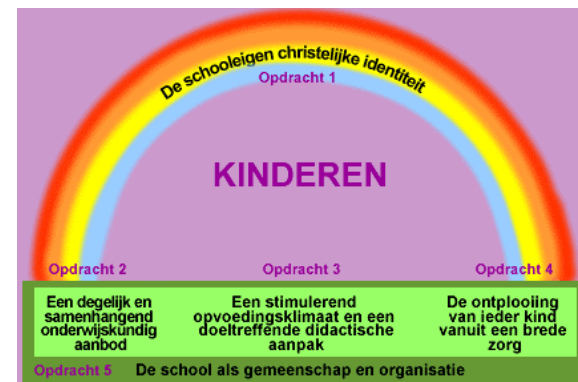 De schooleigen christelijke identiteit
Opdracht 1
KINDEREN
Opdracht 2
Opdracht 3
Opdracht 4
Een degelijk en
samenhangend
onderwijskundig
aanbod
Een stimulerend
opvoedingsklimaat en een
doeltreffende didactische
aanpak
De ontplooiing
van ieder kind
vanuit een brede
zorg
Opdracht 5 De school als gemeenschap en organisatie